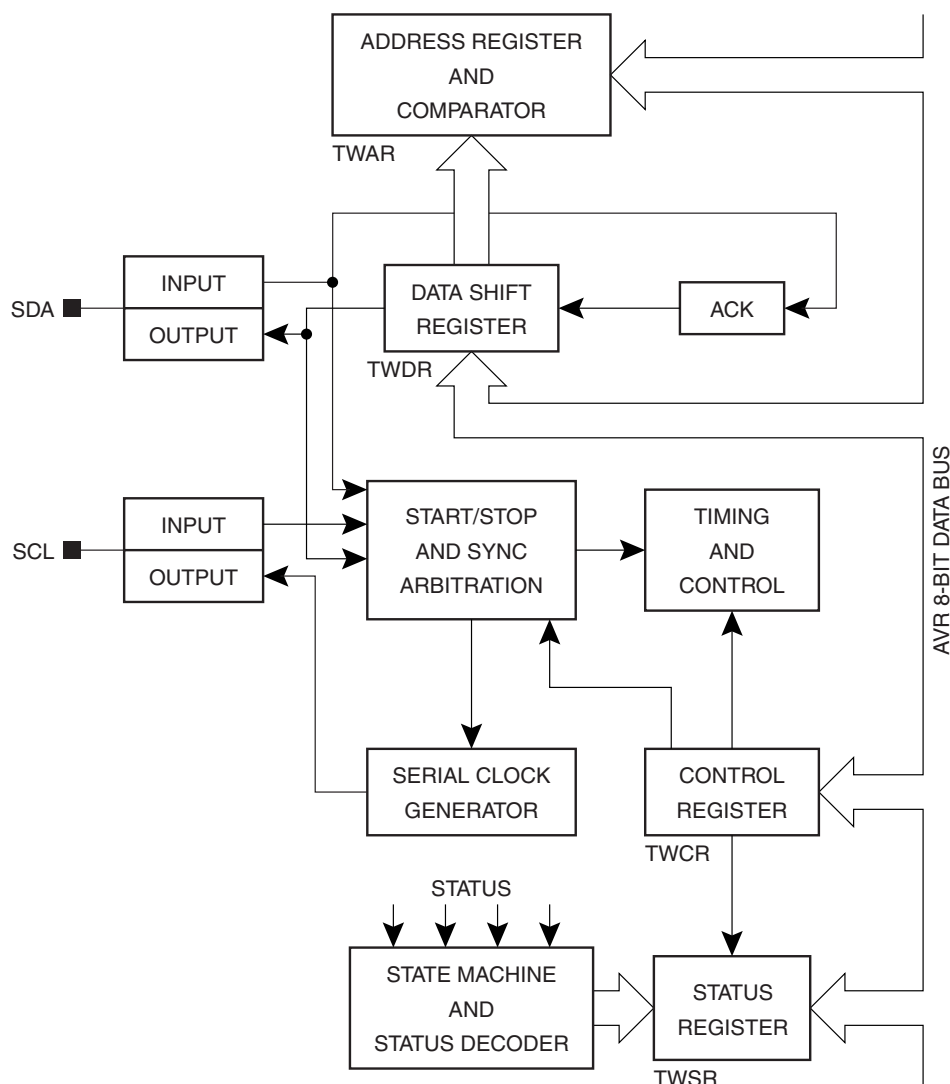 ADDRESS REGISTER
AND
COMPARATOR
TWAR
SDA
INPUT
OUTPUT
DATA SHIFT
REGISTER
TWDR
ACK
SCL
INPUT
OUTPUT
START/STOP
AND SYNC
ARBITRATION
TIMING
AND
CONTROL
AVR 8-BIT DATA BUS
SERIAL CLOCK
GENERATOR
CONTROL
REGISTER
TWCR
STATUS
STATE MACHINE
AND
STATUS DECODER
STATUS
REGISTER
TWSR